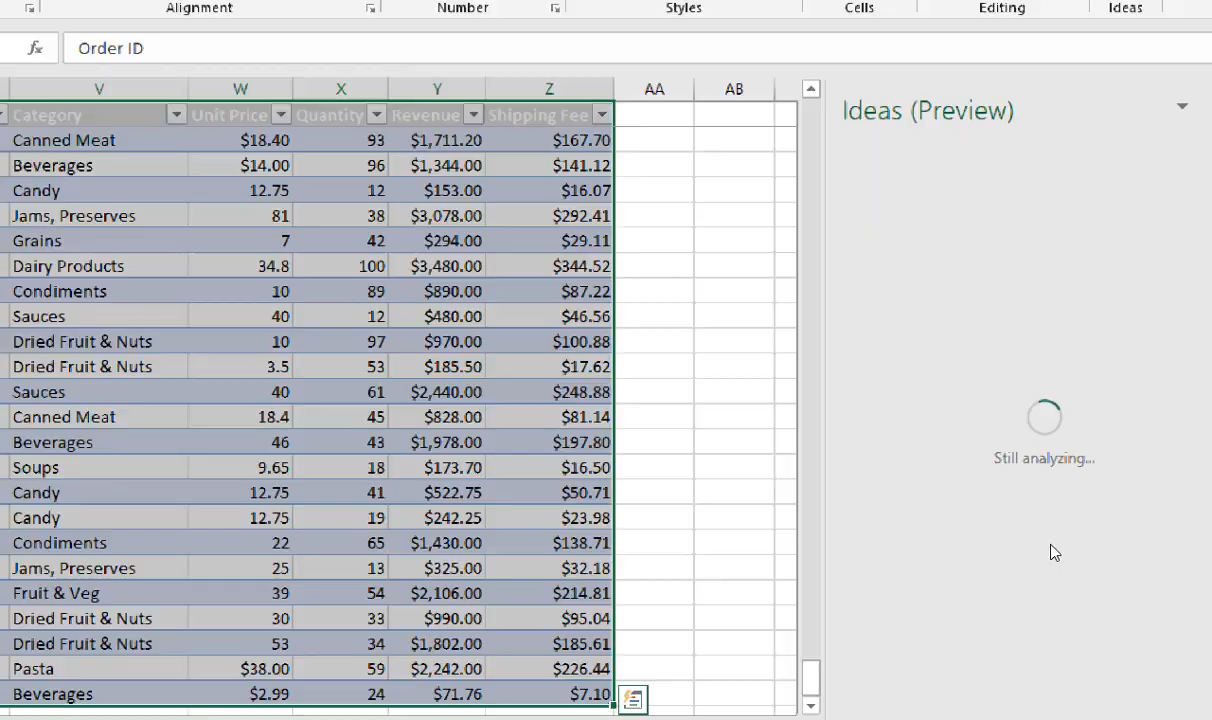 Alignment Number Styles Cells Editing Ideas
fx Order ID
V W X Y Z AA AB
Category Unit Price Quantity Revenue Shipping Fee
Canned Meat $18.40 93 $1,711.20 $167.70
Beverages $14.00 96 $1,344.00 $141.12
Candy 12.75 12 $153.00 $16.07
Jams, Preserves 81 38 $3,078.00 $292.41
Grains 7 42 $294.00 $29.11
Dairy Products 34.8 100 $3,480.00 $344.52
Condiments 10 89 $890.00 $87.22
Sauces 40 12 $480.00 $46.56
Dried Fruit & Nuts 10 97 $970.00 $100.88
Dried Fruit & Nuts 3.5 53 $185.50 $17.62
Sauces 40 61 $2,440.00 $248.88
Canned Meat 18.4 45 $828.00 $81.14
Beverages 46 43 $1,978.00 $197.80
Soups 9.65 18 $173.70 $16.50
Candy 12.75 41 $522.75 $50.71
Candy 12.75 19 $242.25 $23.98
Condiments 22 65 $1,430.00 $138.71
Jams, Preserves 25 13 $325.00 $32.18
Fruit & Veg 39 54 $2,106.00 $214.81
Dried Fruit & Nuts 30 33 $990.00 $95.04
Dried Fruit & Nuts 53 34 $1,802.00 $185.61
Pasta $38.00 59 $2,242.00 $226.44
Beverages $2.99 24 $71.76 $7.10
Ideas (Preview)
Still analyzing...